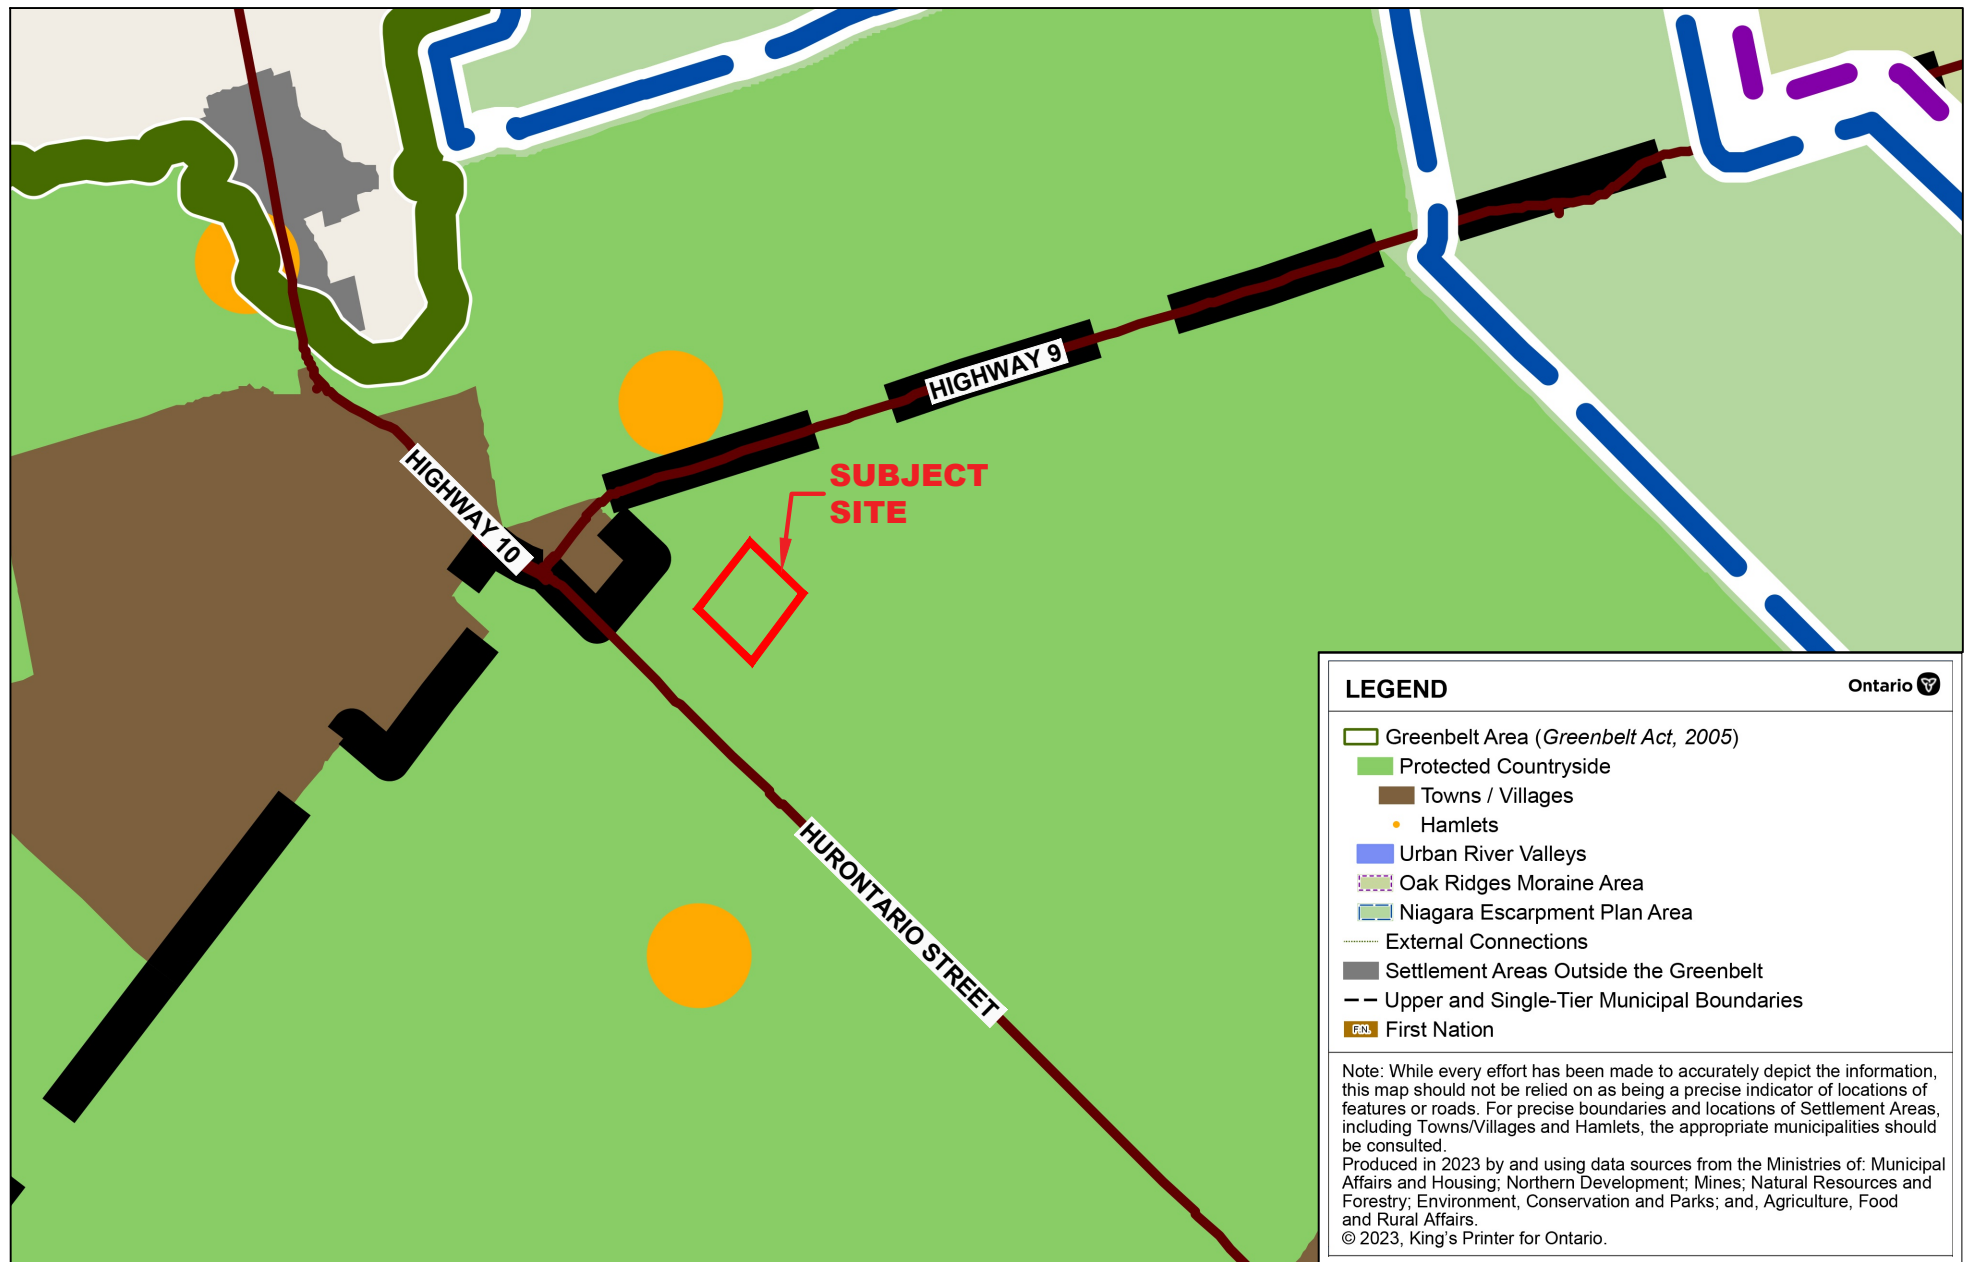 HIGHWAY 9
SUBJECT
SITE
HIGHWAY 10
HURONTARIO STREET
LEGEND
Ontario
Greenbelt Area (Greenbelt Act, 2005)
Protected Countryside
Towns / Villages
Hamlets
Urban River Valleys
Oak Ridges Moraine Area
Niagara Escarpment Plan Area
External Connections
Settlement Areas Outside the Greenbelt
Upper and Single-Tier Municipal Boundaries
F.N. First Nation
Note: While every effort has been made to accurately depict the information,
this map should not be relied on as being a precise indicator of locations of
features or roads. For precise boundaries and locations of Settlement Areas,
including Towns/Villages and Hamlets, the appropriate municipalities should
be consulted.
Produced in 2023 by and using data sources from the Ministries of: Municipal
Affairs and Housing; Northern Development; Mines; Natural Resources and
Forestry; Environment, Conservation and Parks; and, Agriculture, Food
and Rural Affairs.
© 2023, King's Printer for Ontario.